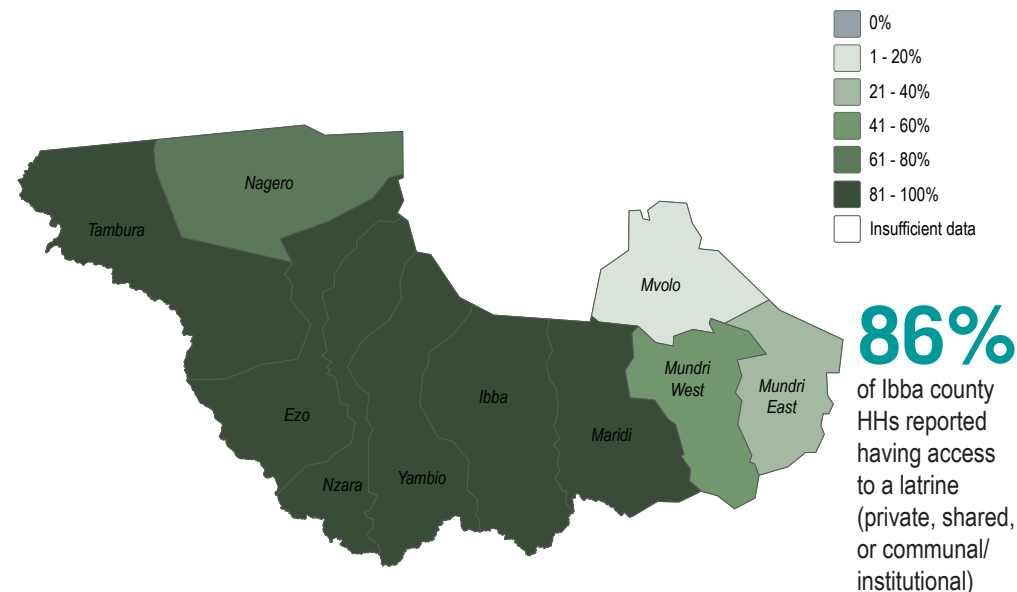 0%
1 - 20%
21 - 40%
41 - 60%
61 - 80%
81 - 100%
Insufficient data
Nagero
Tambura
Mvolo
Mundri
West
Mundri
East
Ibba
Ezo
Maridi
Nzara
Yambio
86%
of Ibba county
HHs reported
having access
to a latrine
(private, shared,
or communal/
institutional)